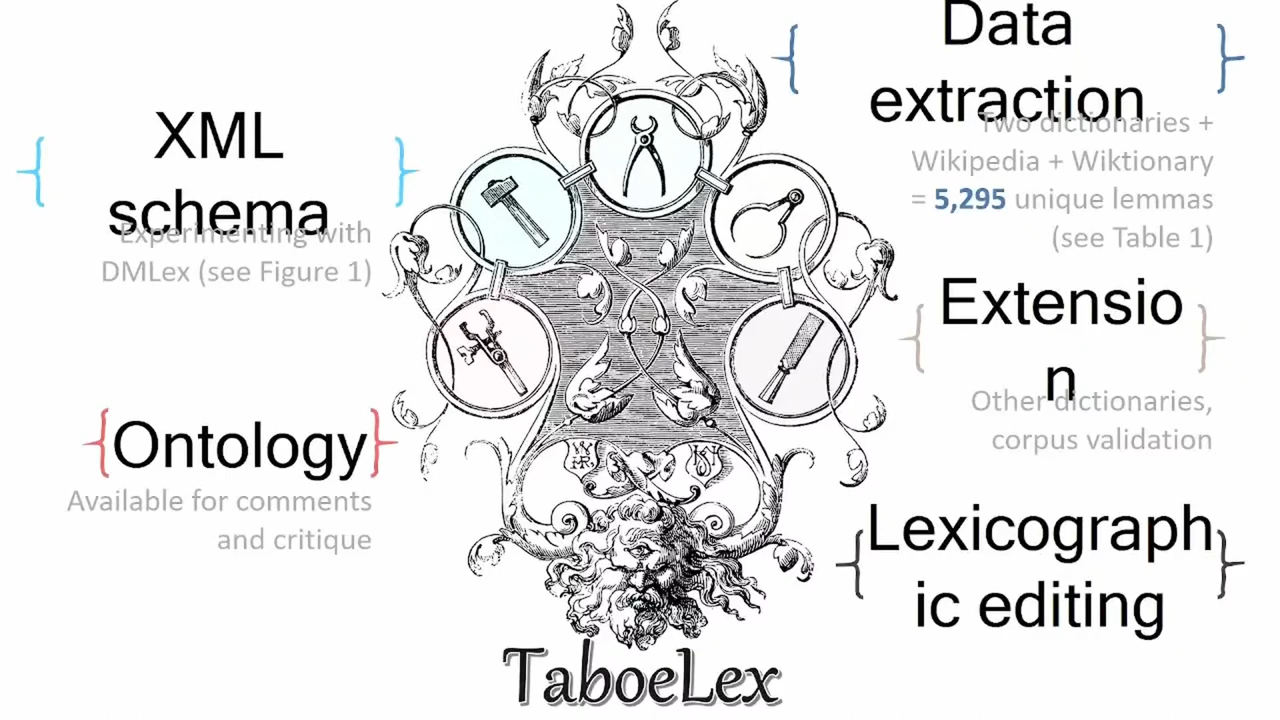 XML
schema
Experimenting with
DMLex (see Figure 1)
Ontology
Available for comments
and critique
Data
extraction
Two dictionaries +
Wikipedia + Wiktionary
= 5,295 unique lemmas
(see Table 1)
Extensio
n
Other dictionaries,
corpus validation
Lexicograph
ic editing
TaboeLex